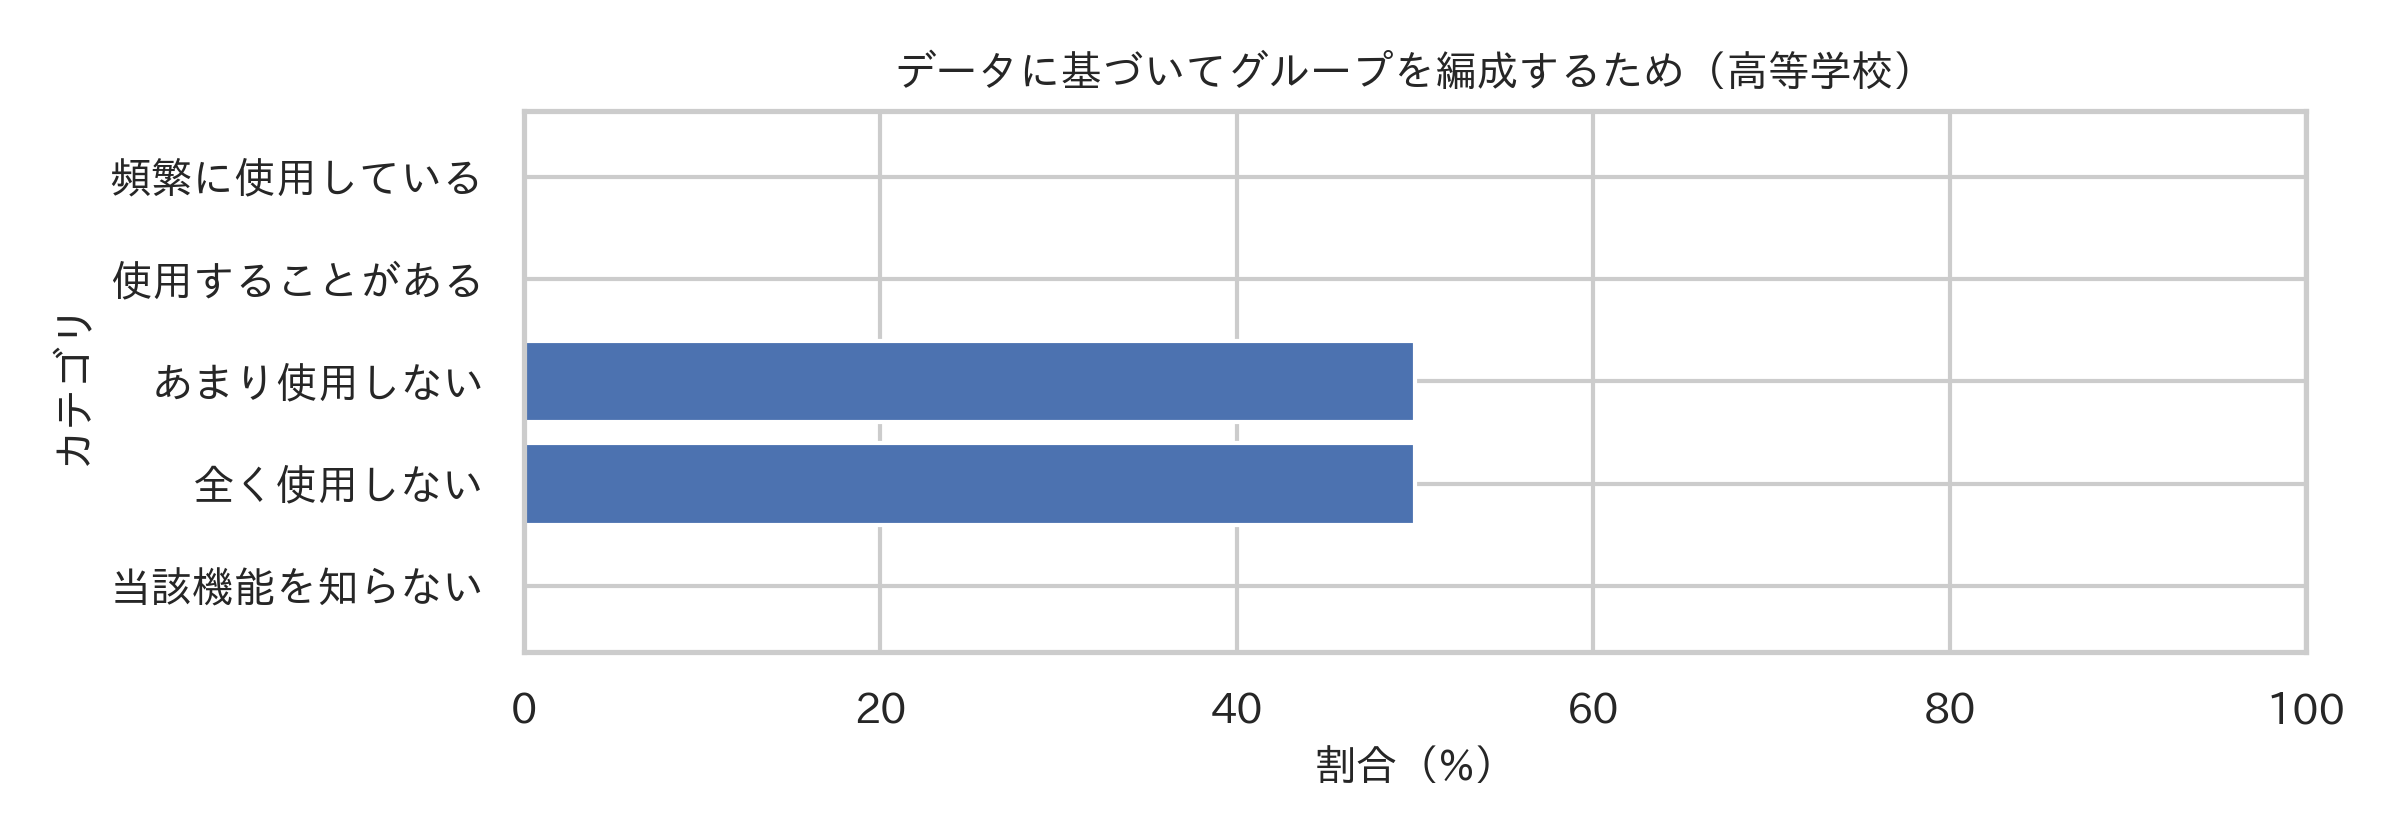 データに基づいてグループを編成するため（高等学校）
カテゴリ
頻繁に使用している
使用することがある
あまり使用しない
全く使用しない
当該機能を知らない
0 20 40 60 80 100
割合（%）